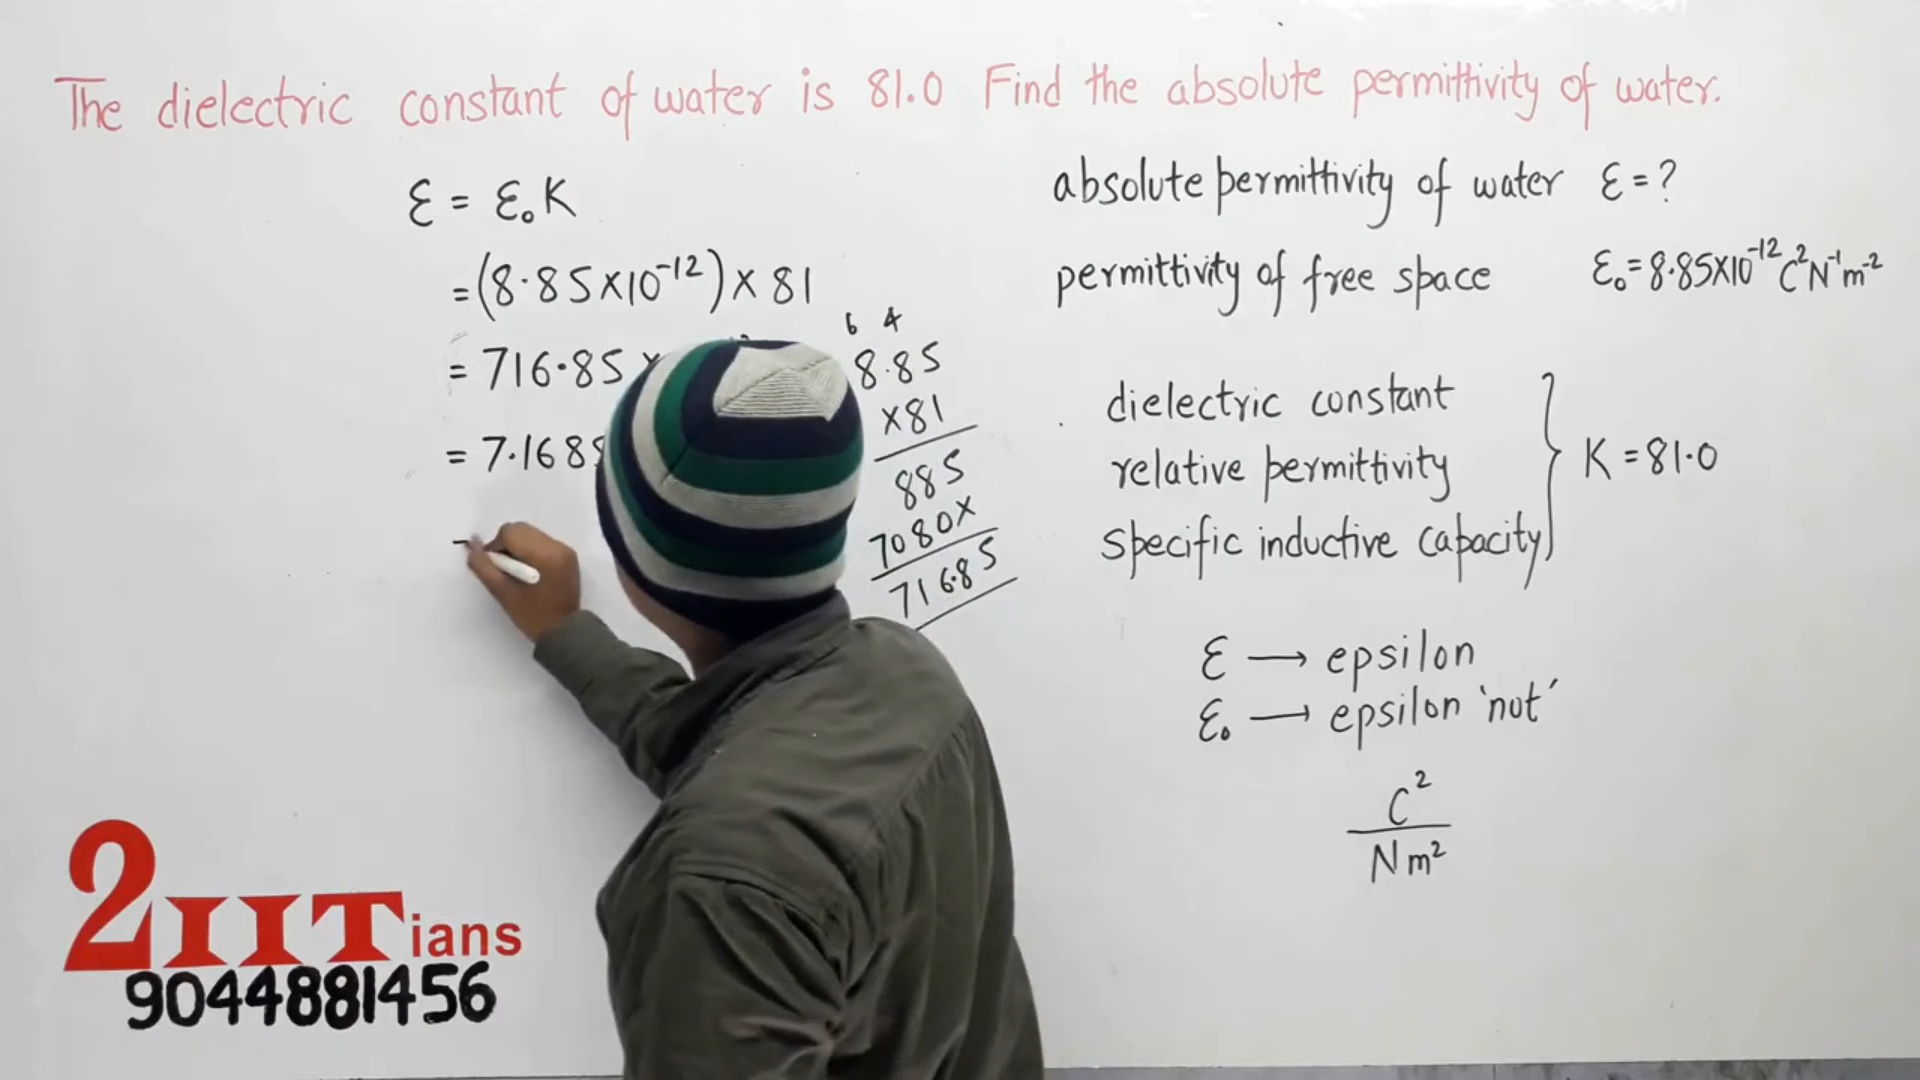 The dielectric constant of water is 81.0 Find the absolute permittivity of water.
ε = ε₀K
= (8.85×10⁻¹²) × 81
= 716.85 ×
= 7.168
6 4
8.85
×81
885
7080×
716.85
absolute permittivity of water ε = ?
permittivity of free space ε₀ = 8.85×10⁻¹² C²N⁻¹m⁻²
dielectric constant
relative permittivity
specific inductive capacity
K = 81.0
ε → epsilon
ε₀ → epsilon 'not'
C²
Nm²
2IITians
9044881456